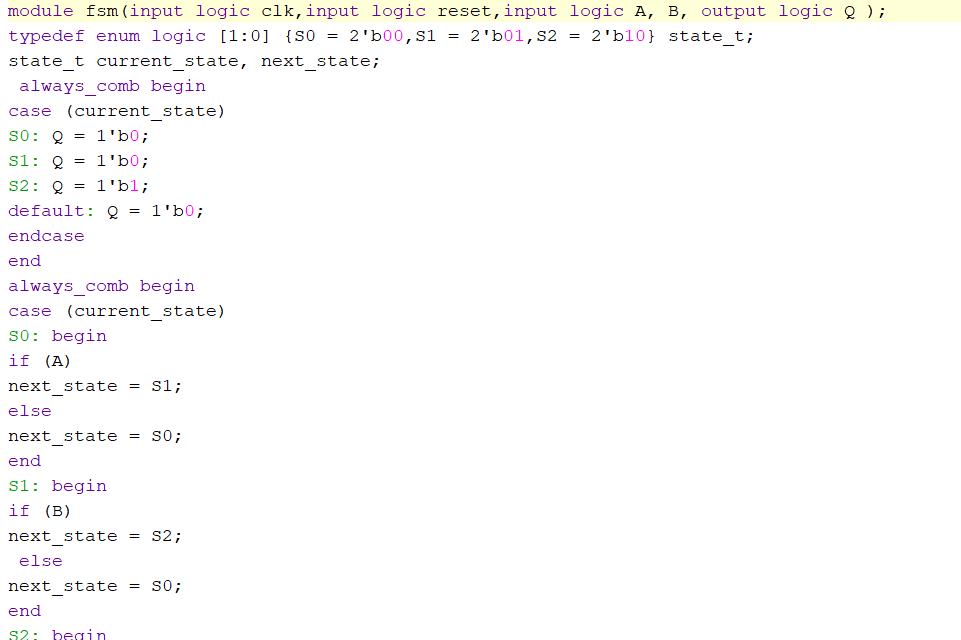 module fsm(input logic clk,input logic reset,input logic A, B, output logic Q );
typedef enum logic [1:0] {S0 = 2'b00,S1 = 2'b01,S2 = 2'b10} state_t;
state_t current_state, next_state;
always_comb begin
case (current_state)
S0: Q = 1'b0;
S1: Q = 1'b0;
S2: Q = 1'b1;
default: Q = 1'b0;
endcase
end
always_comb begin
case (current_state)
S0: begin
if (A)
next_state = S1;
else
next_state = S0;
end
S1: begin
if (B)
next_state = S2;
else
next_state = S0;
end
S2: begin